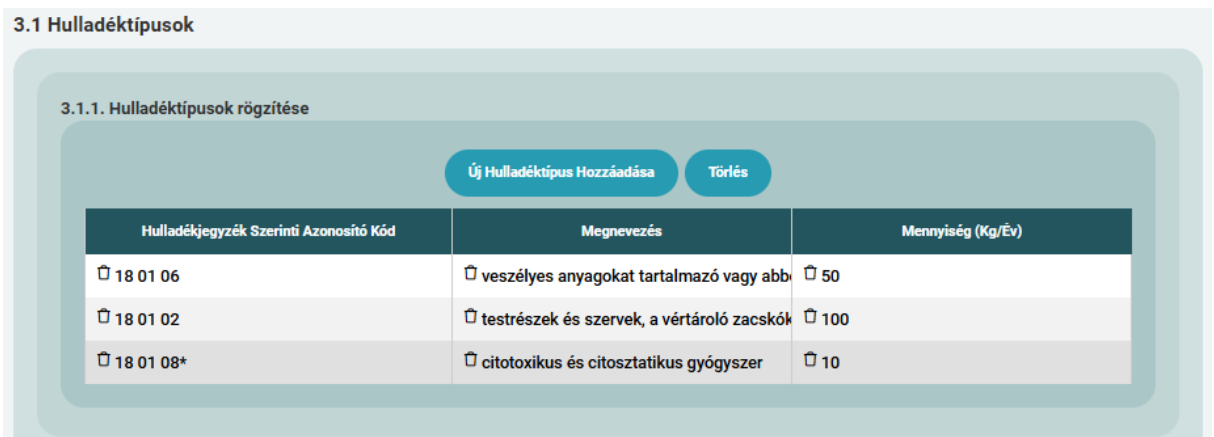 3.1 Hulladéktípusok
3.1.1. Hulladéktípusok rögzítése
Új Hulladéktípus Hozzáadása Törlés
Hulladékjegyzék Szerinti Azonosító Kód Megnevezés Mennyiség (Kg/Év)
18 01 06 veszélyes anyagokat tartalmazó vagy abbo 50
18 01 02 testrészek és szervek, a vértároló zacskók 100
18 01 08* citotoxikus és citosztatikus gyógyszer 10